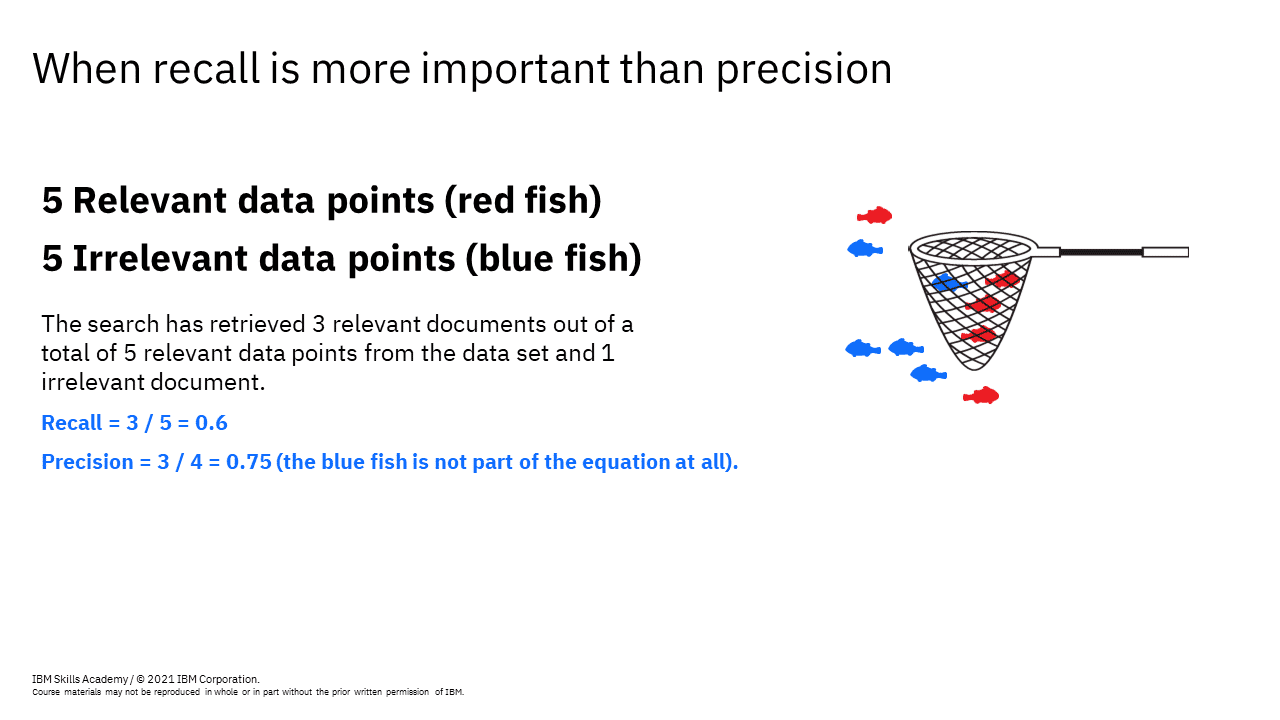 When recall is more important than precision
5 Relevant data points (red fish)
5 Irrelevant data points (blue fish)
The search has retrieved 3 relevant documents out of a
total of 5 relevant data points from the data set and 1
irrelevant document.
Recall = 3 / 5 = 0.6
Precision = 3 / 4 = 0.75 (the blue fish is not part of the equation at all).
IBM Skills Academy / © 2021 IBM Corporation.
Course materials may not be reproduced in whole or in part without the prior written permission of IBM.